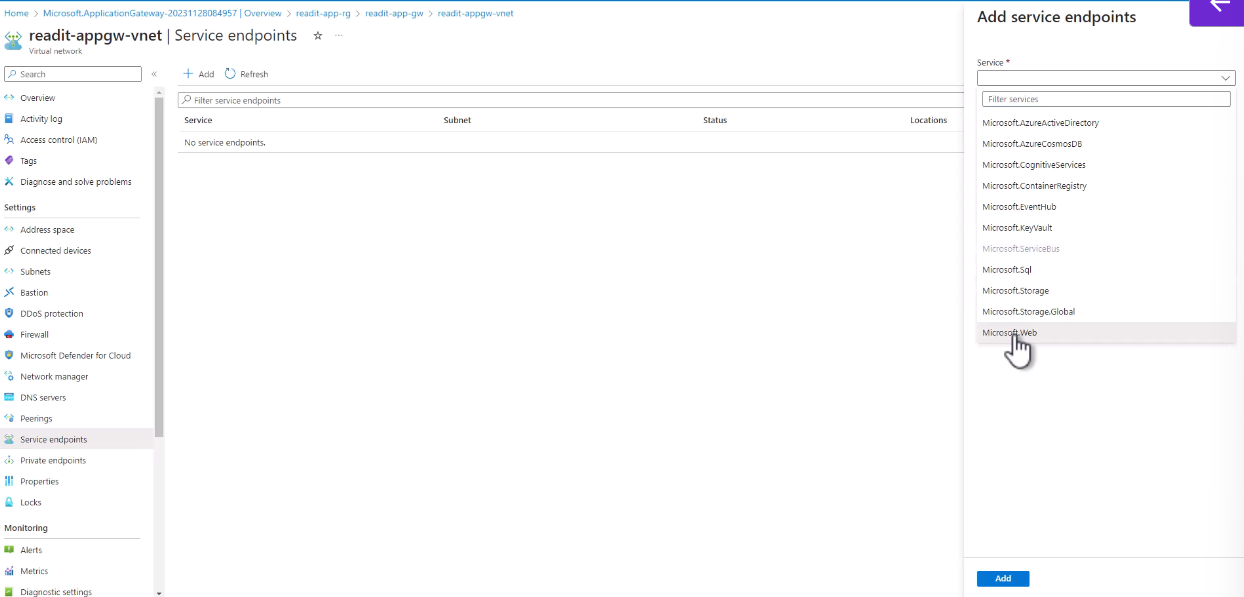 Home > Microsoft.ApplicationGateway-20231128084957 | Overview > readit-app-rg > readit-app-gw > readit-appgw-vnet
readit-appgw-vnet | Service endpoints
Virtual network
Search
Overview
Activity log
Access control (IAM)
Tags
Diagnose and solve problems
Settings
Address space
Connected devices
Subnets
Bastion
DDoS protection
Firewall
Microsoft Defender for Cloud
Network manager
DNS servers
Peerings
Service endpoints
Private endpoints
Properties
Locks
Monitoring
Alerts
Metrics
Diagnostic settings
Add Refresh
Filter service endpoints
Service Subnet Status Locations
No service endpoints.
Add service endpoints
Service *
Filter services
Microsoft.AzureActiveDirectory
Microsoft.AzureCosmosDB
Microsoft.CognitiveServices
Microsoft.ContainerRegistry
Microsoft.EventHub
Microsoft.KeyVault
Microsoft.ServiceBus
Microsoft.Sql
Microsoft.Storage
Microsoft.Storage.Global
Microsoft.Web
Add